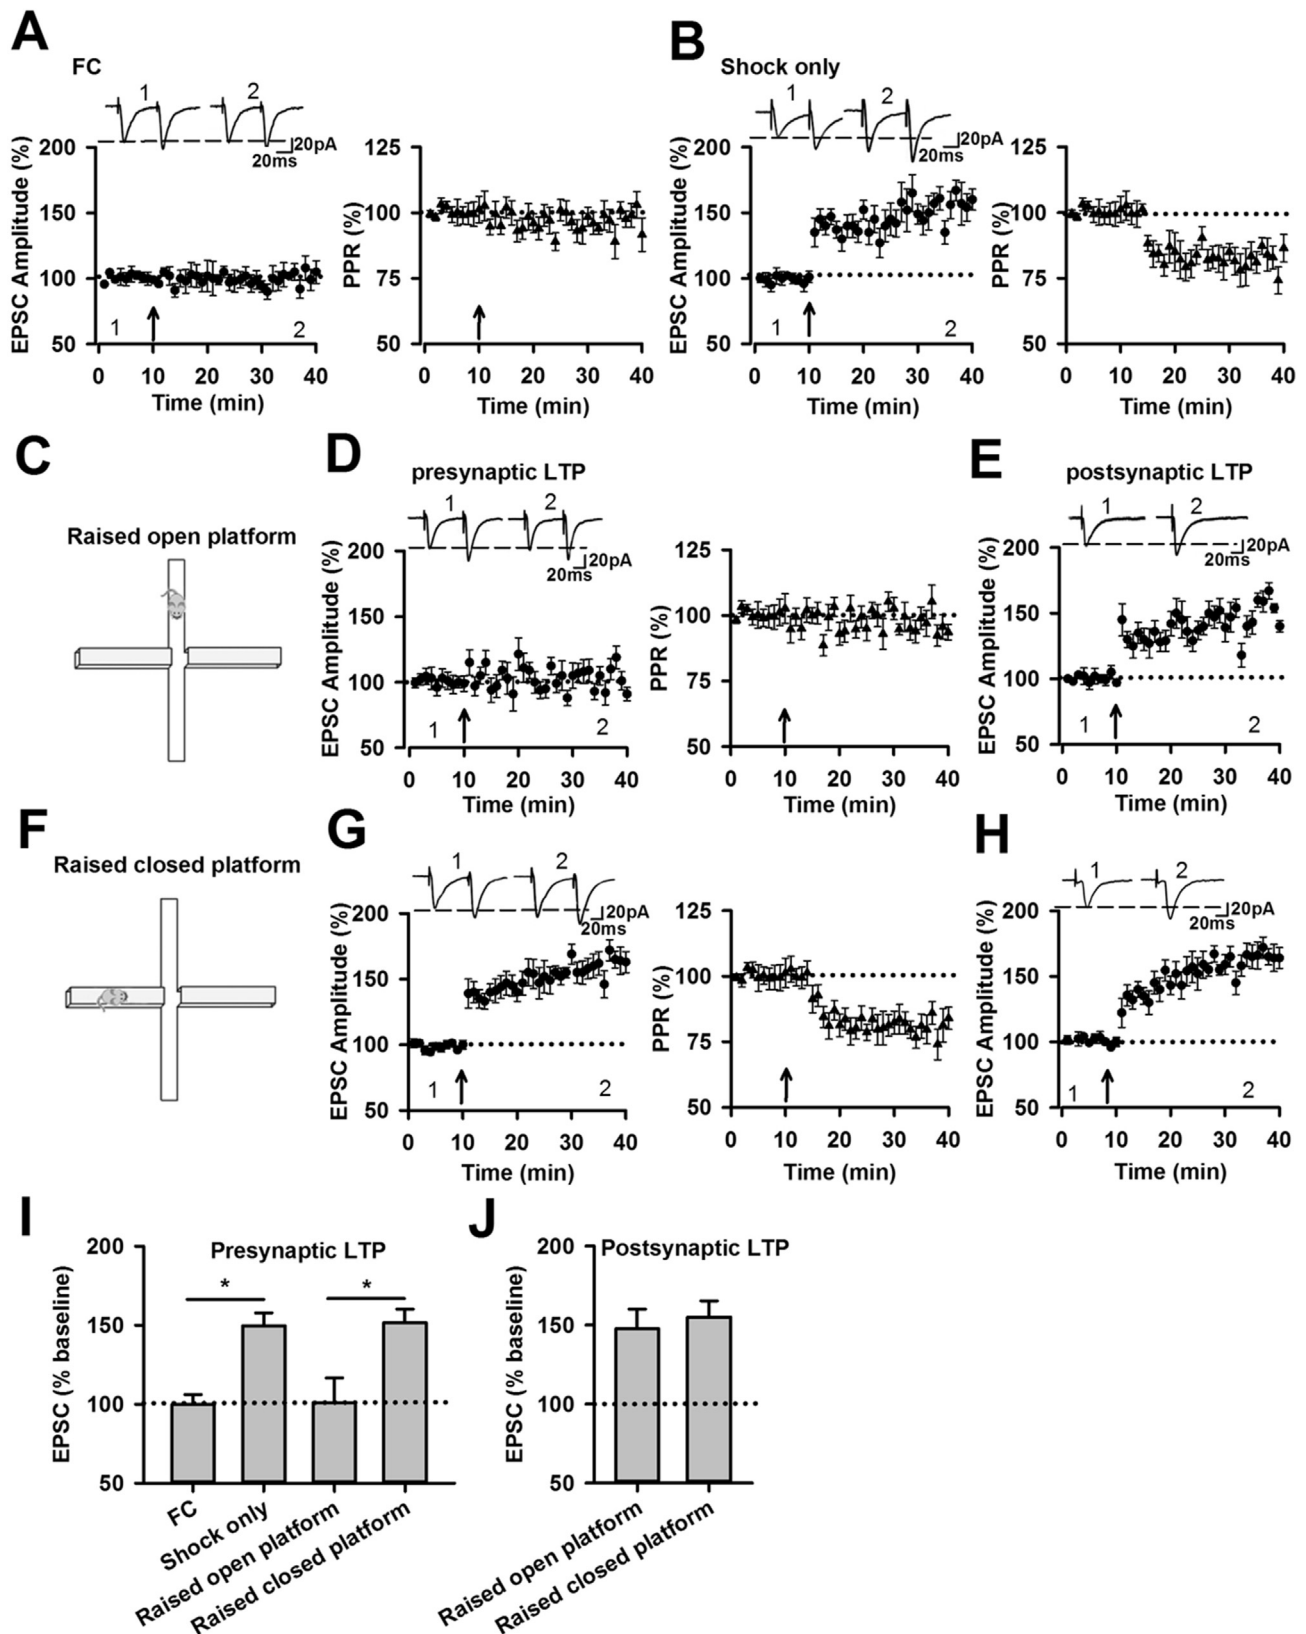 A
B
FC
Shock only
1
2
20pA
20ms
1
2
20pA
20ms
EPSC Amplitude (%)
200
150
100
50
1
2
0 10 20 30 40
Time (min)
PPR (%)
125
100
75
50
0 10 20 30 40
Time (min)
EPSC Amplitude (%)
200
150
100
50
1
2
0 10 20 30 40
Time (min)
PPR (%)
125
100
75
50
0 10 20 30 40
Time (min)
C
D
E
Raised open platform
presynaptic LTP
postsynaptic LTP
1
2
20pA
20ms
EPSC Amplitude (%)
200
150
100
50
1
2
0 10 20 30 40
Time (min)
PPR (%)
125
100
75
50
0 10 20 30 40
Time (min)
1
2
20pA
20ms
EPSC Amplitude (%)
200
150
100
50
1
2
0 10 20 30 40
Time (min)
F
G
H
Raised closed platform
1
2
20pA
20ms
EPSC Amplitude (%)
200
150
100
50
1
2
0 10 20 30 40
Time (min)
PPR (%)
125
100
75
50
0 10 20 30 40
Time (min)
1
2
20pA
20ms
EPSC Amplitude (%)
200
150
100
50
1
2
0 10 20 30 40
Time (min)
I
J
Presynaptic LTP
EPSC (% baseline)
200
150
100
50
*
*
FC
Shock only
Raised open platform
Raised closed platform
Postsynaptic LTP
EPSC (% baseline)
200
150
100
50
Raised open platform
Raised closed platform